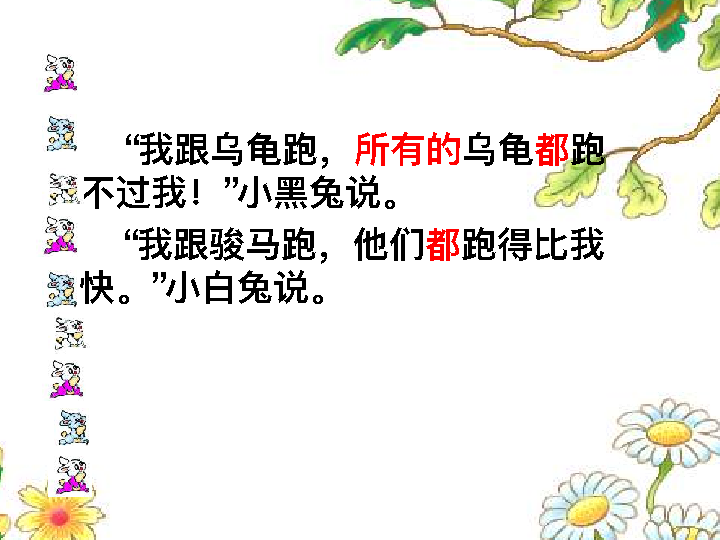 “我跟乌龟跑，所有的乌龟都跑
不过我！”小黑兔说。
“我跟骏马跑，他们都跑得比我
快。”小白兔说。